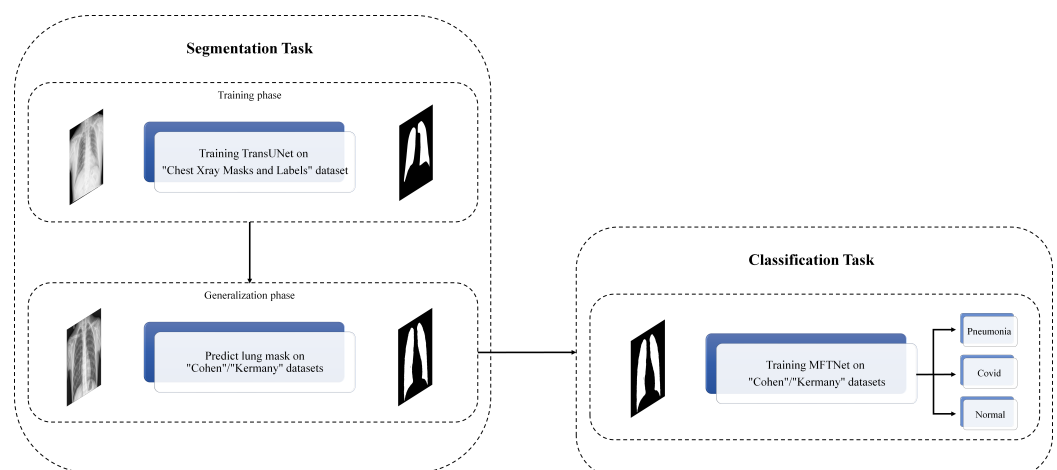 Segmentation Task
Training phase
Training TransUNet on
"Chest Xray Masks and Labels" dataset
Generalization phase
Predict lung mask on
"Cohen"/"Kermany" datasets
Classification Task
Training MFTNet on
"Cohen"/"Kermany" datasets
Pneumonia
Covid
Normal